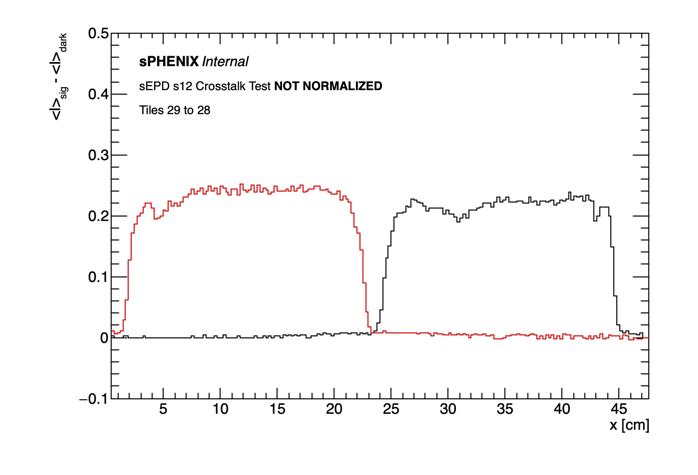 0.5
<I>sig - <I>dark
sPHENIX Internal
sEPD s12 Crosstalk Test NOT NORMALIZED
0.4
Tiles 29 to 28
0.3
0.2
0.1
0
−0.1
5 10 15 20 25 30 35 40 45
x [cm]